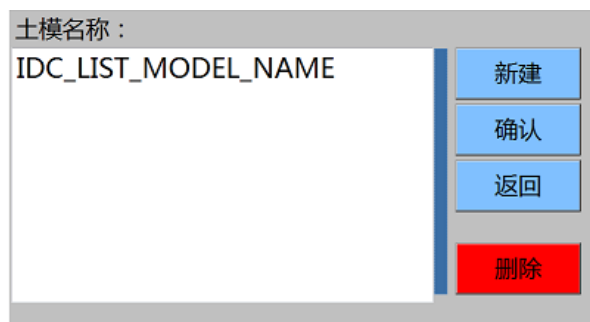 土模名称：
IDC_LIST_MODEL_NAME
新建
确认
返回
删除